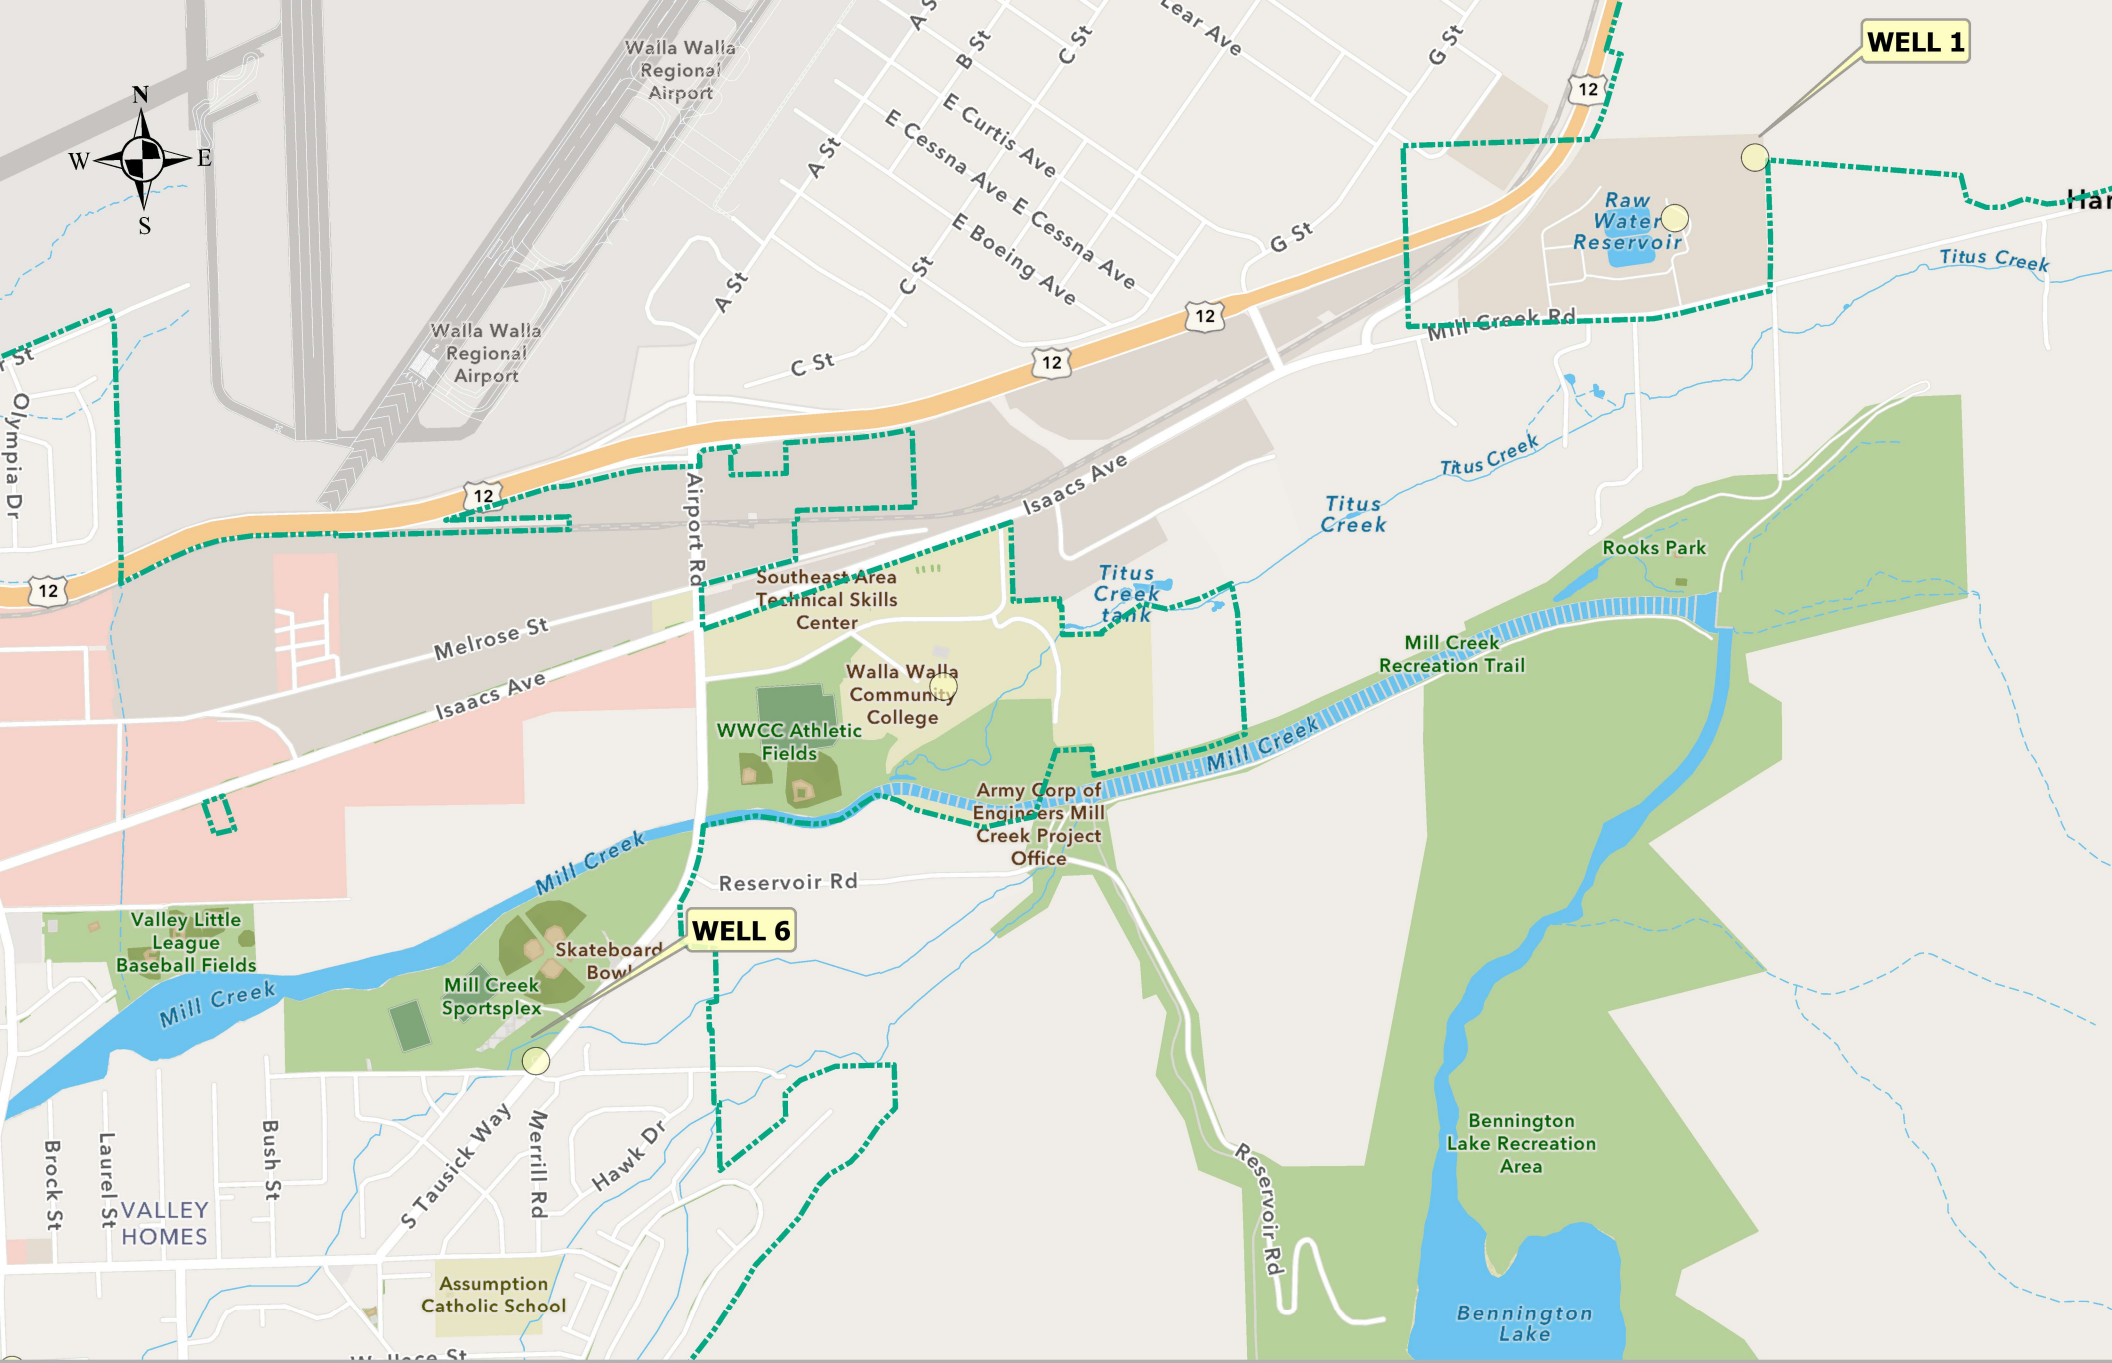 WELL 1
A St
B St
C St
Lear Ave
G St
Walla Walla
Regional
Airport
12
N
W
E
S
E Curtis Ave
E Cessna Ave
E Cessna Ave
E Boeing Ave
A St
G St
Raw
Water
Reservoir
Har
Titus Creek
A St
C St
12
Mill Creek Rd
Walla Walla
Regional
Airport
12
r St
C St
Olympia Dr
Titus Creek
Isaacs Ave
12
Airport Rd
Titus
Creek
Rooks Park
12
Southeast Area
Technical Skills
Center
Titus
Creek
tank
Melrose St
Mill Creek
Recreation Trail
Isaacs Ave
Walla Walla
Community
College
WWCC Athletic
Fields
Mill Creek
Army Corp of
Engineers Mill
Creek Project
Office
Mill Creek
Reservoir Rd
WELL 6
Valley Little
League
Baseball Fields
Skateboard
Bowl
Mill Creek
Sportsplex
Mill Creek
Bennington
Lake Recreation
Area
Brock St
Laurel St
Bush St
S Tausick Way
Merrill Rd
Hawk Dr
Reservoir Rd
VALLEY
HOMES
Assumption
Catholic School
Bennington
Lake
Wallace St